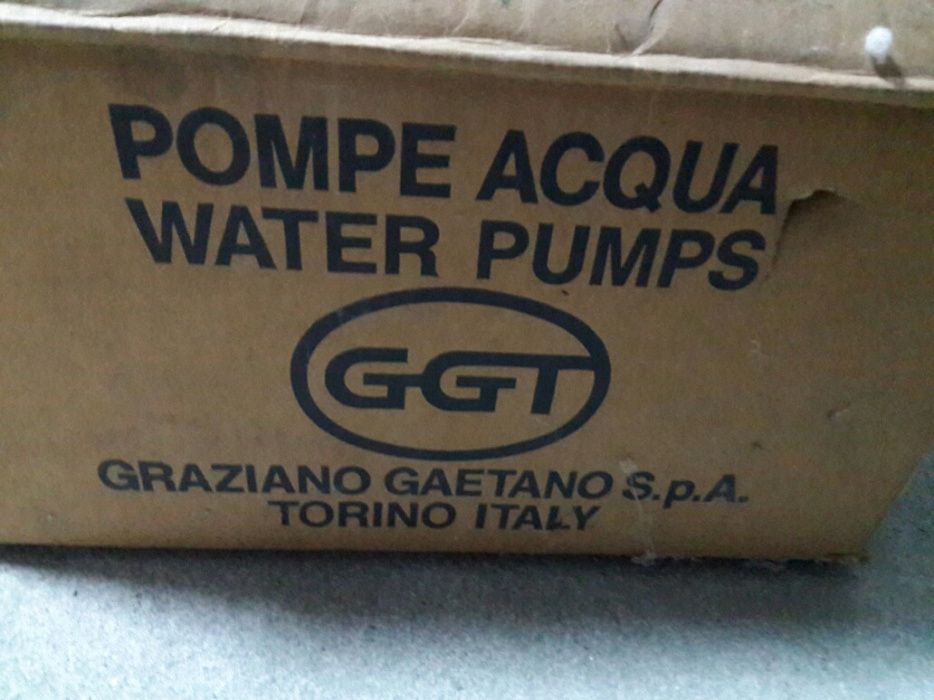 POMPE ACQUA
WATER PUMPS
GGT
GRAZIANO GAETANO S.p.A.
TORINO ITALY